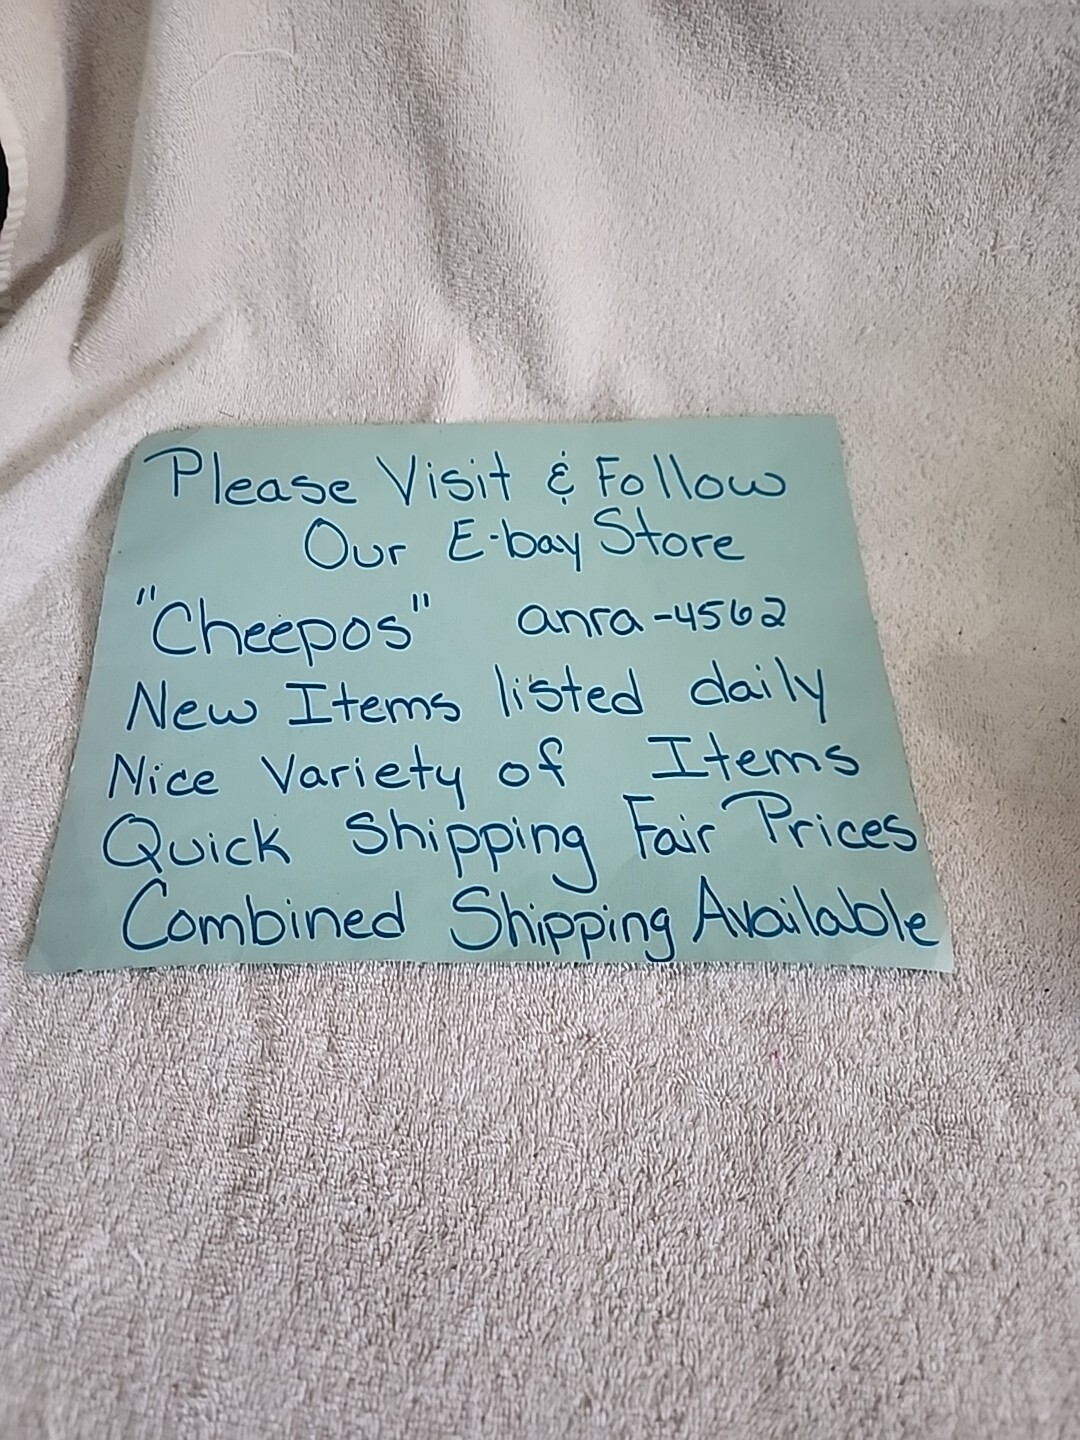 Please Visit & Follow
Our E-bay Store
"Cheepos" anra-4562
New Items listed daily
Nice Variety of Items
Quick Shipping Fair Prices
Combined Shipping Available